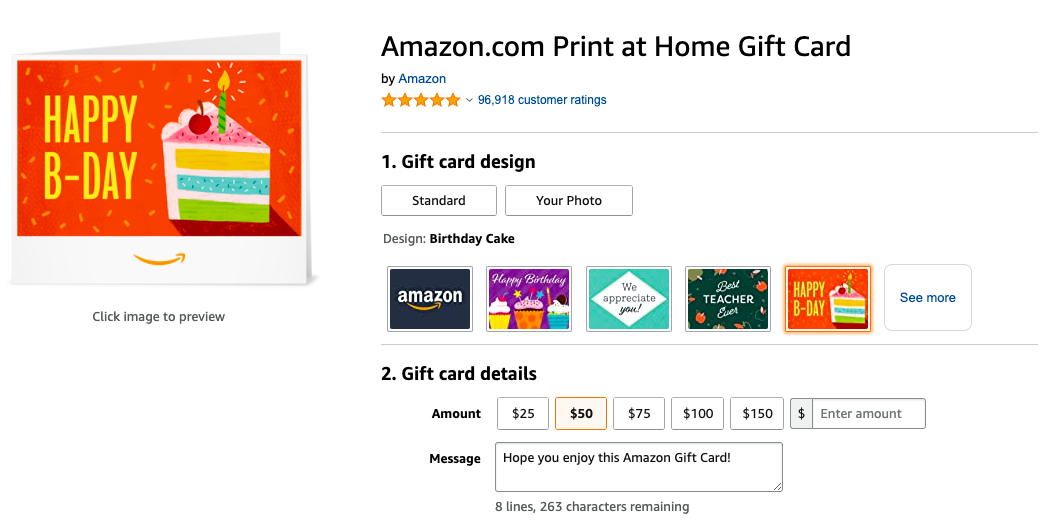 Amazon.com Print at Home Gift Card
by Amazon
96,918 customer ratings
HAPPY
B-DAY
Click image to preview
1. Gift card design
Standard
Your Photo
Design: Birthday Cake
amazon
Happy Birthday
We
appreciate
you!
Best
TEACHER
Ever
HAPPY
B-DAY
See more
2. Gift card details
Amount $25 $50 $75 $100 $150 $ Enter amount
Message Hope you enjoy this Amazon Gift Card!
8 lines, 263 characters remaining